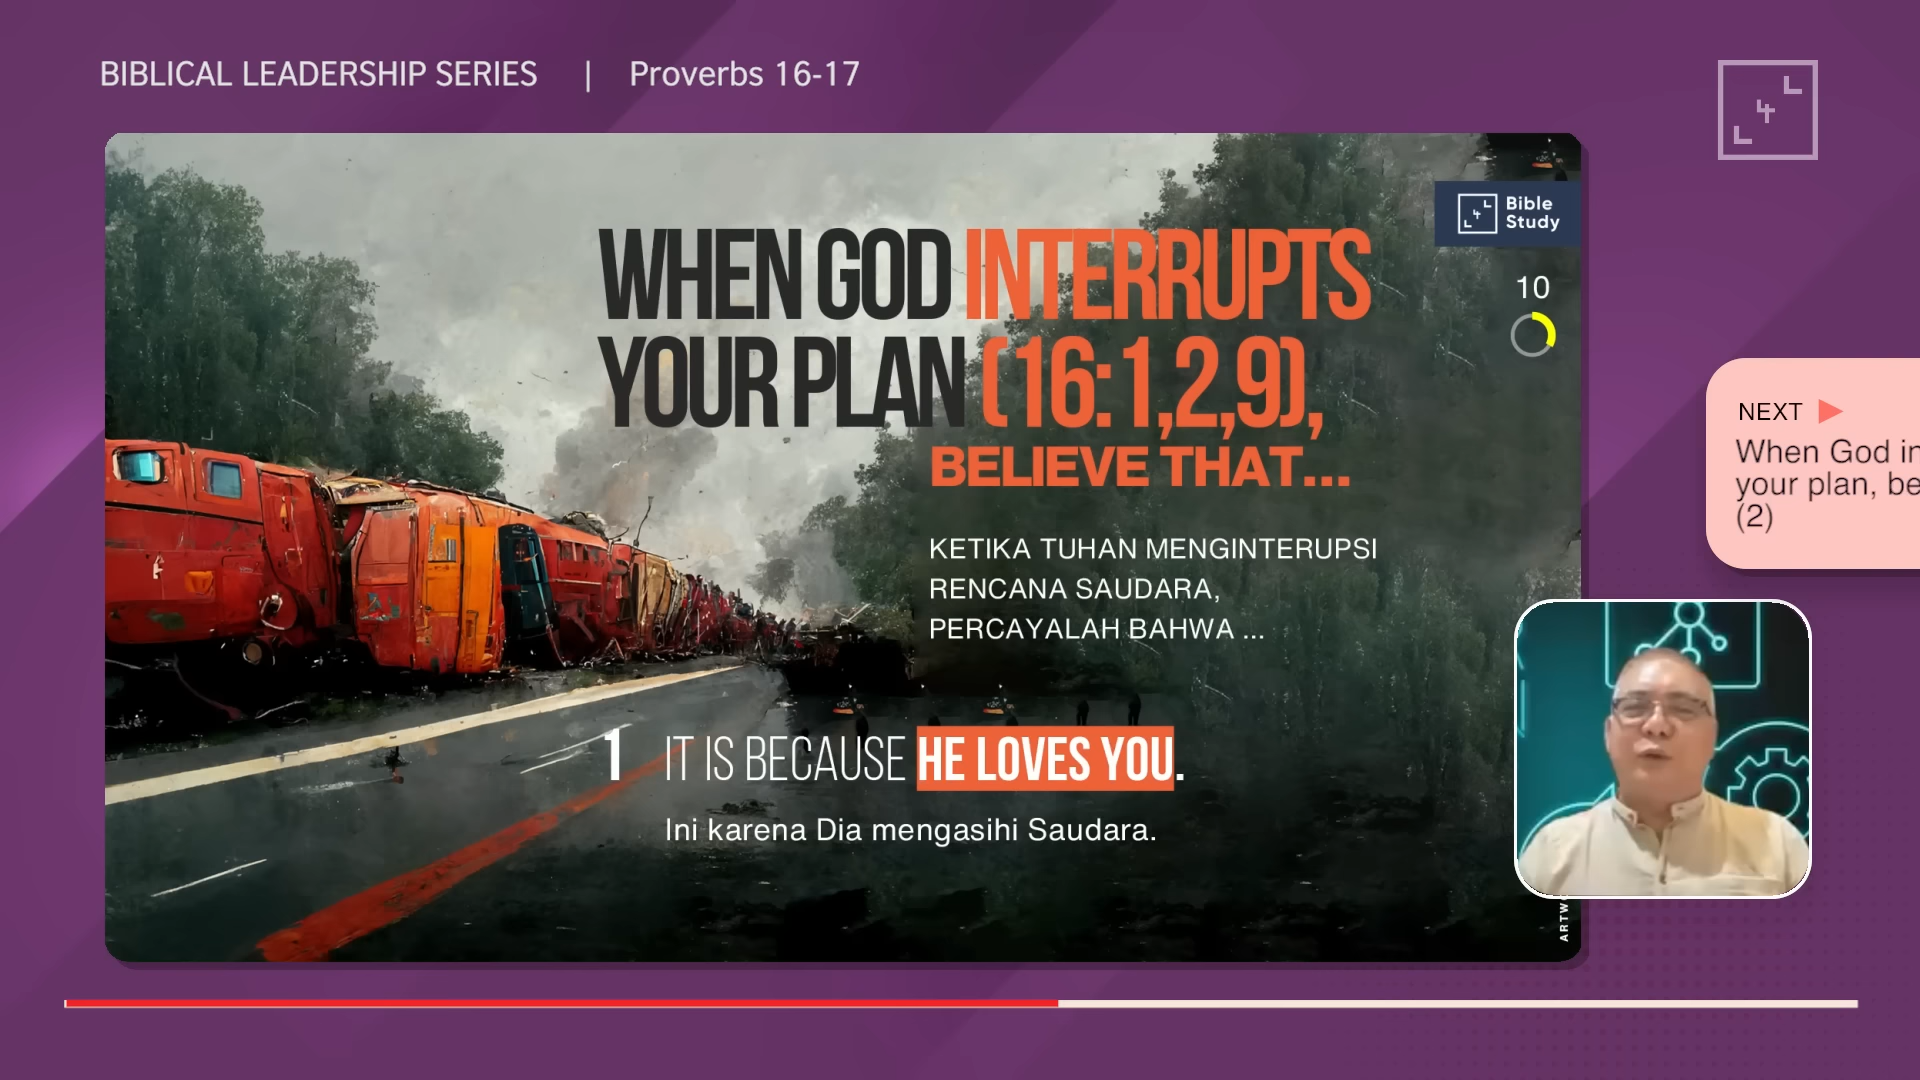 BIBLICAL LEADERSHIP SERIES | Proverbs 16-17
Bible
Study
10
WHEN GOD INTERRUPTS
YOUR PLAN (16:1,2,9),
BELIEVE THAT...
KETIKA TUHAN MENGINTERUPSI
RENCANA SAUDARA,
PERCAYALAH BAHWA ...
1 IT IS BECAUSE HE LOVES YOU.
Ini karena Dia mengasihi Saudara.
NEXT
When God in
your plan, be
(2)